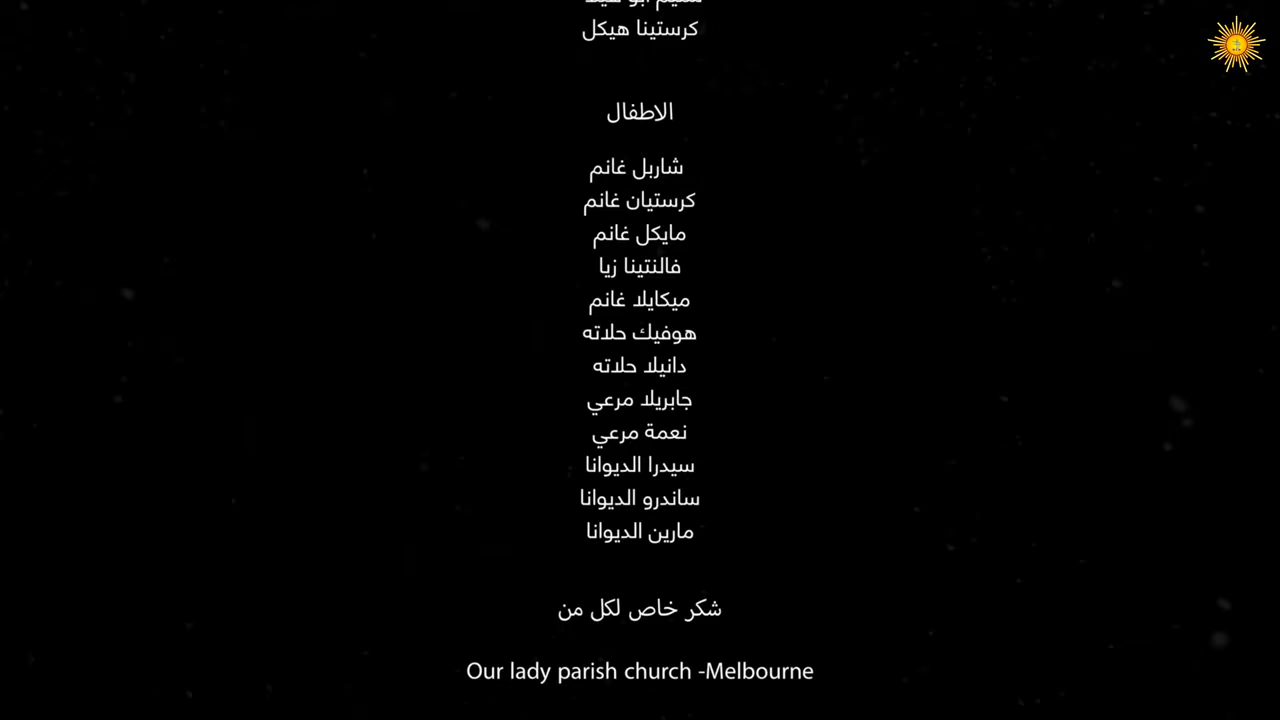 كرستينا هيكل
الاطفال
شاربل غانم
كرستيان غانم
مايكل غانم
فالنتينا زيا
ميكايلا غانم
هوفيك حلاته
دانيلا حلاته
جابريلا مرعي
نعمة مرعي
سيدرا الديوانا
ساندرو الديوانا
مارين الديوانا
شكر خاص لكل من
Our lady parish church -Melbourne